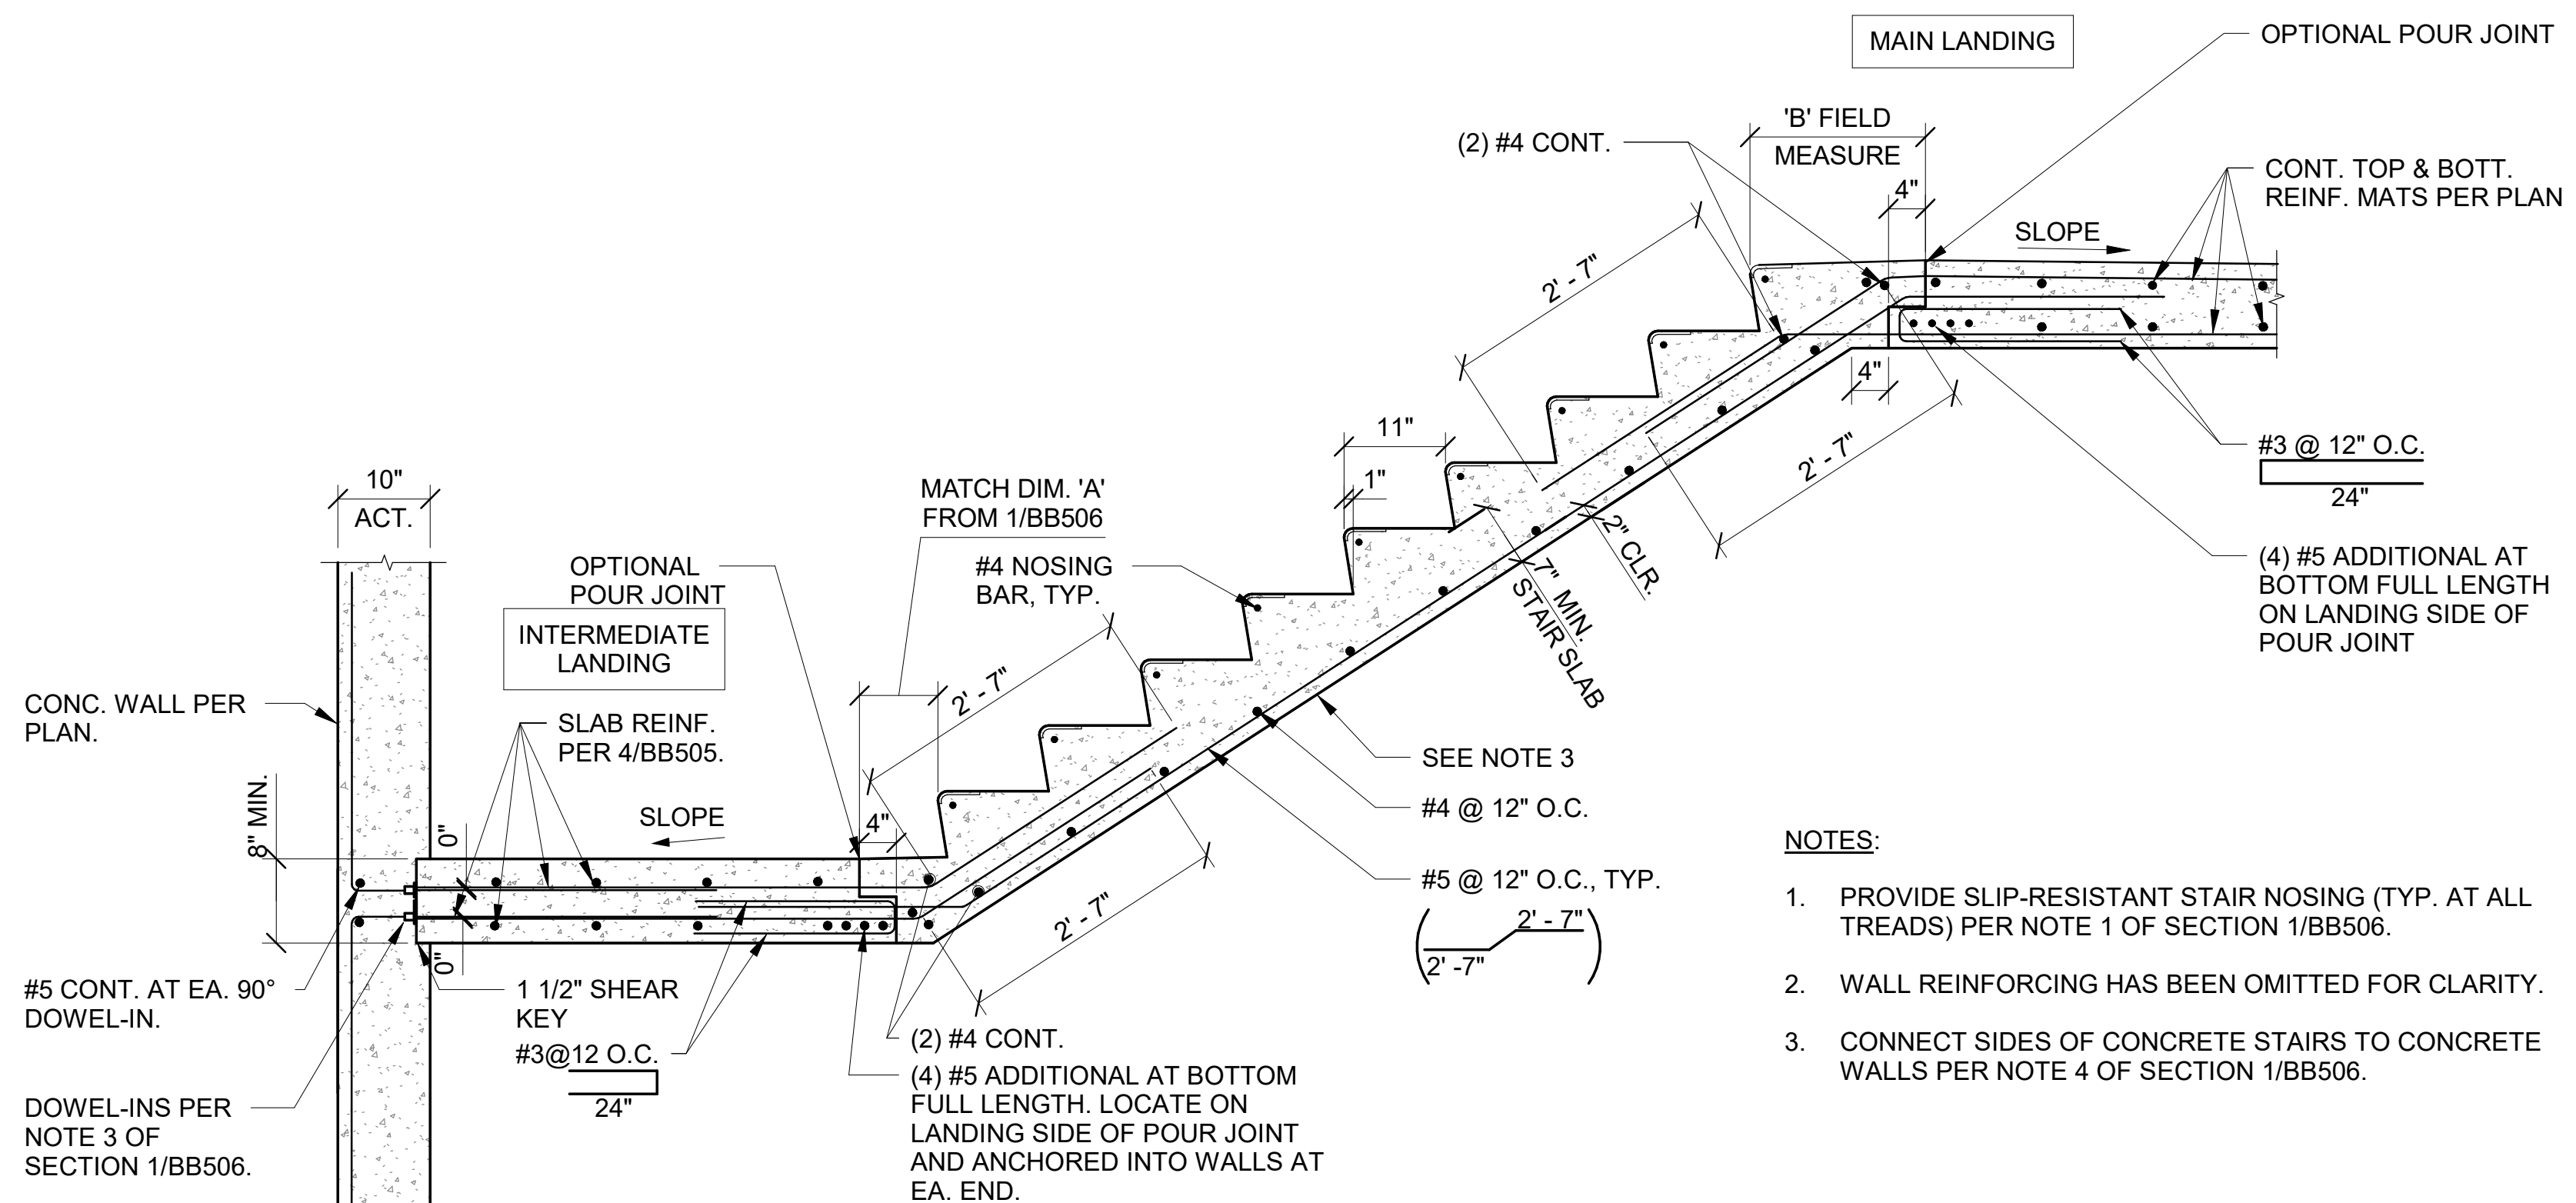 MAIN LANDING
OPTIONAL POUR JOINT
'B' FIELD
MEASURE
(2) #4 CONT.
4"
CONT. TOP & BOTT.
REINF. MATS PER PLAN
SLOPE
2' - 7"
4"
11"
1"
2' - 7"
#3 @ 12" O.C.
24"
10"
ACT.
MATCH DIM. 'A'
FROM 1/BB506
2" CLR.
7" MIN.
STAIR SLAB
(4) #5 ADDITIONAL AT
BOTTOM FULL LENGTH
ON LANDING SIDE OF
POUR JOINT
OPTIONAL
POUR JOINT
#4 NOSING
BAR, TYP.
INTERMEDIATE
LANDING
2' - 7"
CONC. WALL PER
PLAN.
SLAB REINF.
PER 4/BB505.
SEE NOTE 3
8" MIN.
0"
SLOPE
4"
#4 @ 12" O.C.
#5 @ 12" O.C., TYP.
2' - 7"
2' -7"
2' - 7"
0"
#5 CONT. AT EA. 90°
DOWEL-IN.
1 1/2" SHEAR
KEY
#3@12 O.C.
24"
(2) #4 CONT.
(4) #5 ADDITIONAL AT BOTTOM
FULL LENGTH. LOCATE ON
LANDING SIDE OF POUR JOINT
AND ANCHORED INTO WALLS AT
EA. END.
DOWEL-INS PER
NOTE 3 OF
SECTION 1/BB506.
NOTES:
1. PROVIDE SLIP-RESISTANT STAIR NOSING (TYP. AT ALL
TREADS) PER NOTE 1 OF SECTION 1/BB506.
2. WALL REINFORCING HAS BEEN OMITTED FOR CLARITY.
3. CONNECT SIDES OF CONCRETE STAIRS TO CONCRETE
WALLS PER NOTE 4 OF SECTION 1/BB506.